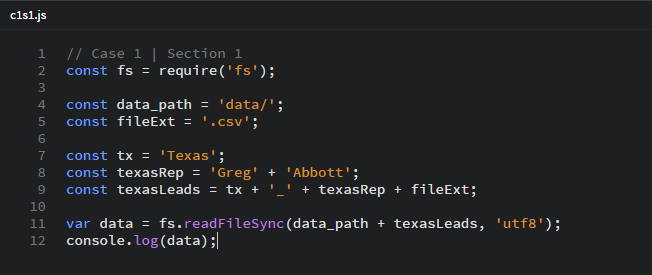 c1s1.js
1 // Case 1 | Section 1
2 const fs = require('fs');
3
4 const data_path = 'data/';
5 const fileExt = '.csv';
6
7 const tx = 'Texas';
8 const texasRep = 'Greg' + 'Abbott';
9 const texasLeads = tx + '_' + texasRep + fileExt;
10
11 var data = fs.readFileSync(data_path + texasLeads, 'utf8');
12 console.log(data);